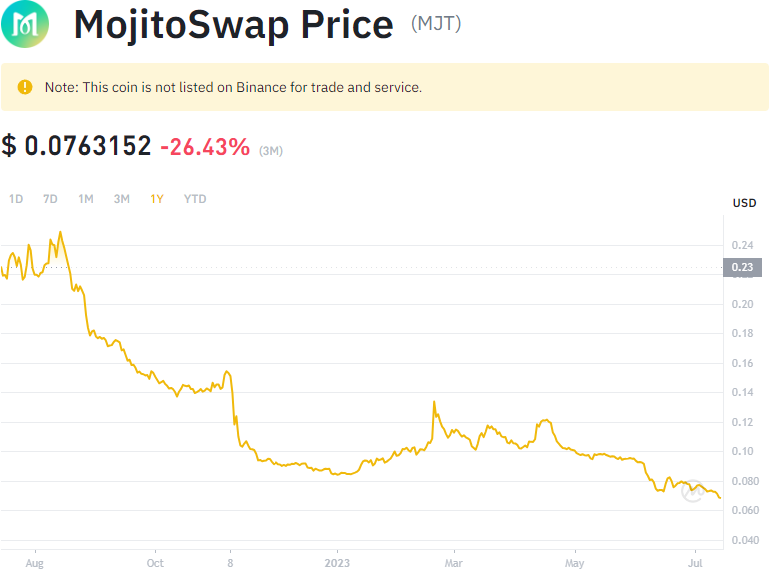 MojitoSwap Price (MJT)
Note: This coin is not listed on Binance for trade and service.
$ 0.0763152 -26.43% (3M)
1D 7D 1M 3M 1Y YTD
USD
0.24
0.23
0.20
0.18
0.16
0.14
0.12
0.10
0.080
0.060
0.040
Aug Oct 8 2023 Mar May Jul